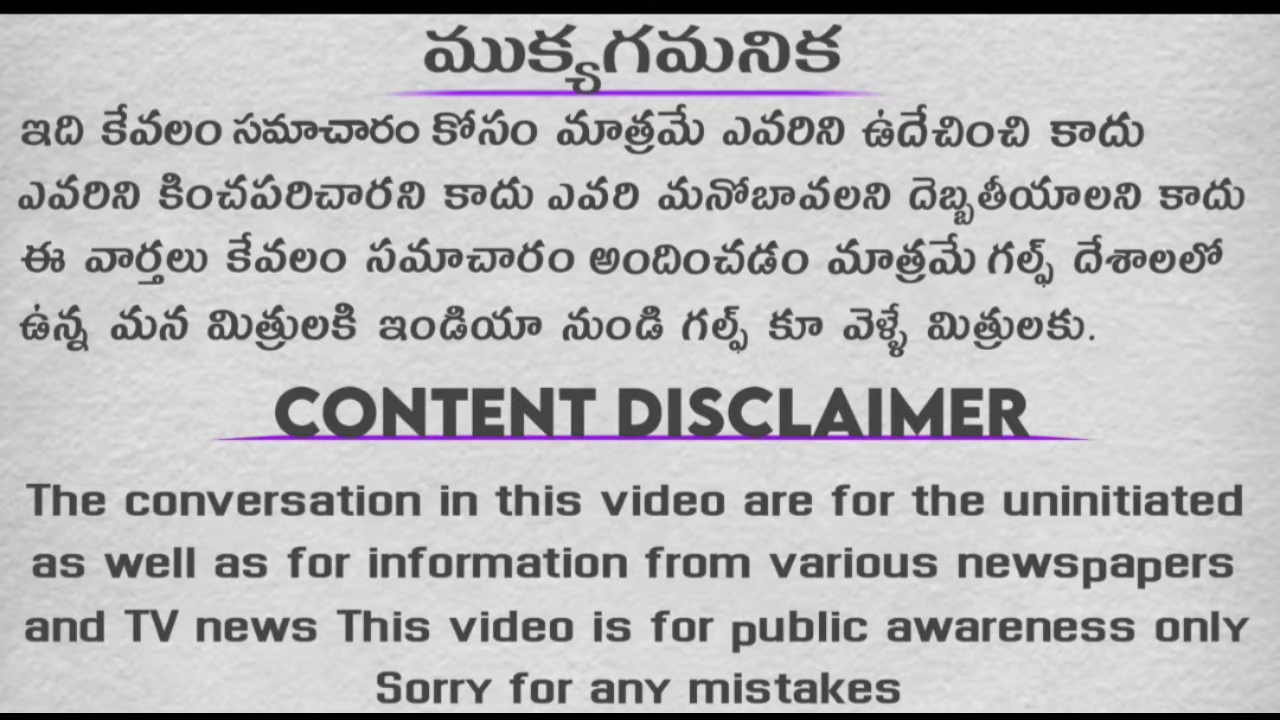 ముక్యగమనిక
ఇది కేవలం సమాచారం కోసం మాత్రమే ఎవరిని ఉదేచించి కాదు
ఎవరిని కించపరిచారని కాదు ఎవరి మనోబావలని దెబ్బతీయాలని కాదు
ఈ వార్తలు కేవలం సమాచారం అందించడం మాత్రమే గల్ఫ్ దేశాలలో
ఉన్న మన మిత్రులకి ఇండియా నుండి గల్ఫ్ కూ వెళ్ళే మిత్రులకు.
CONTENT DISCLAIMER
The conversation in this video are for the uninitiated
as well as for information from various newspapers
and TV news This video is for public awareness only
Sorry for any mistakes